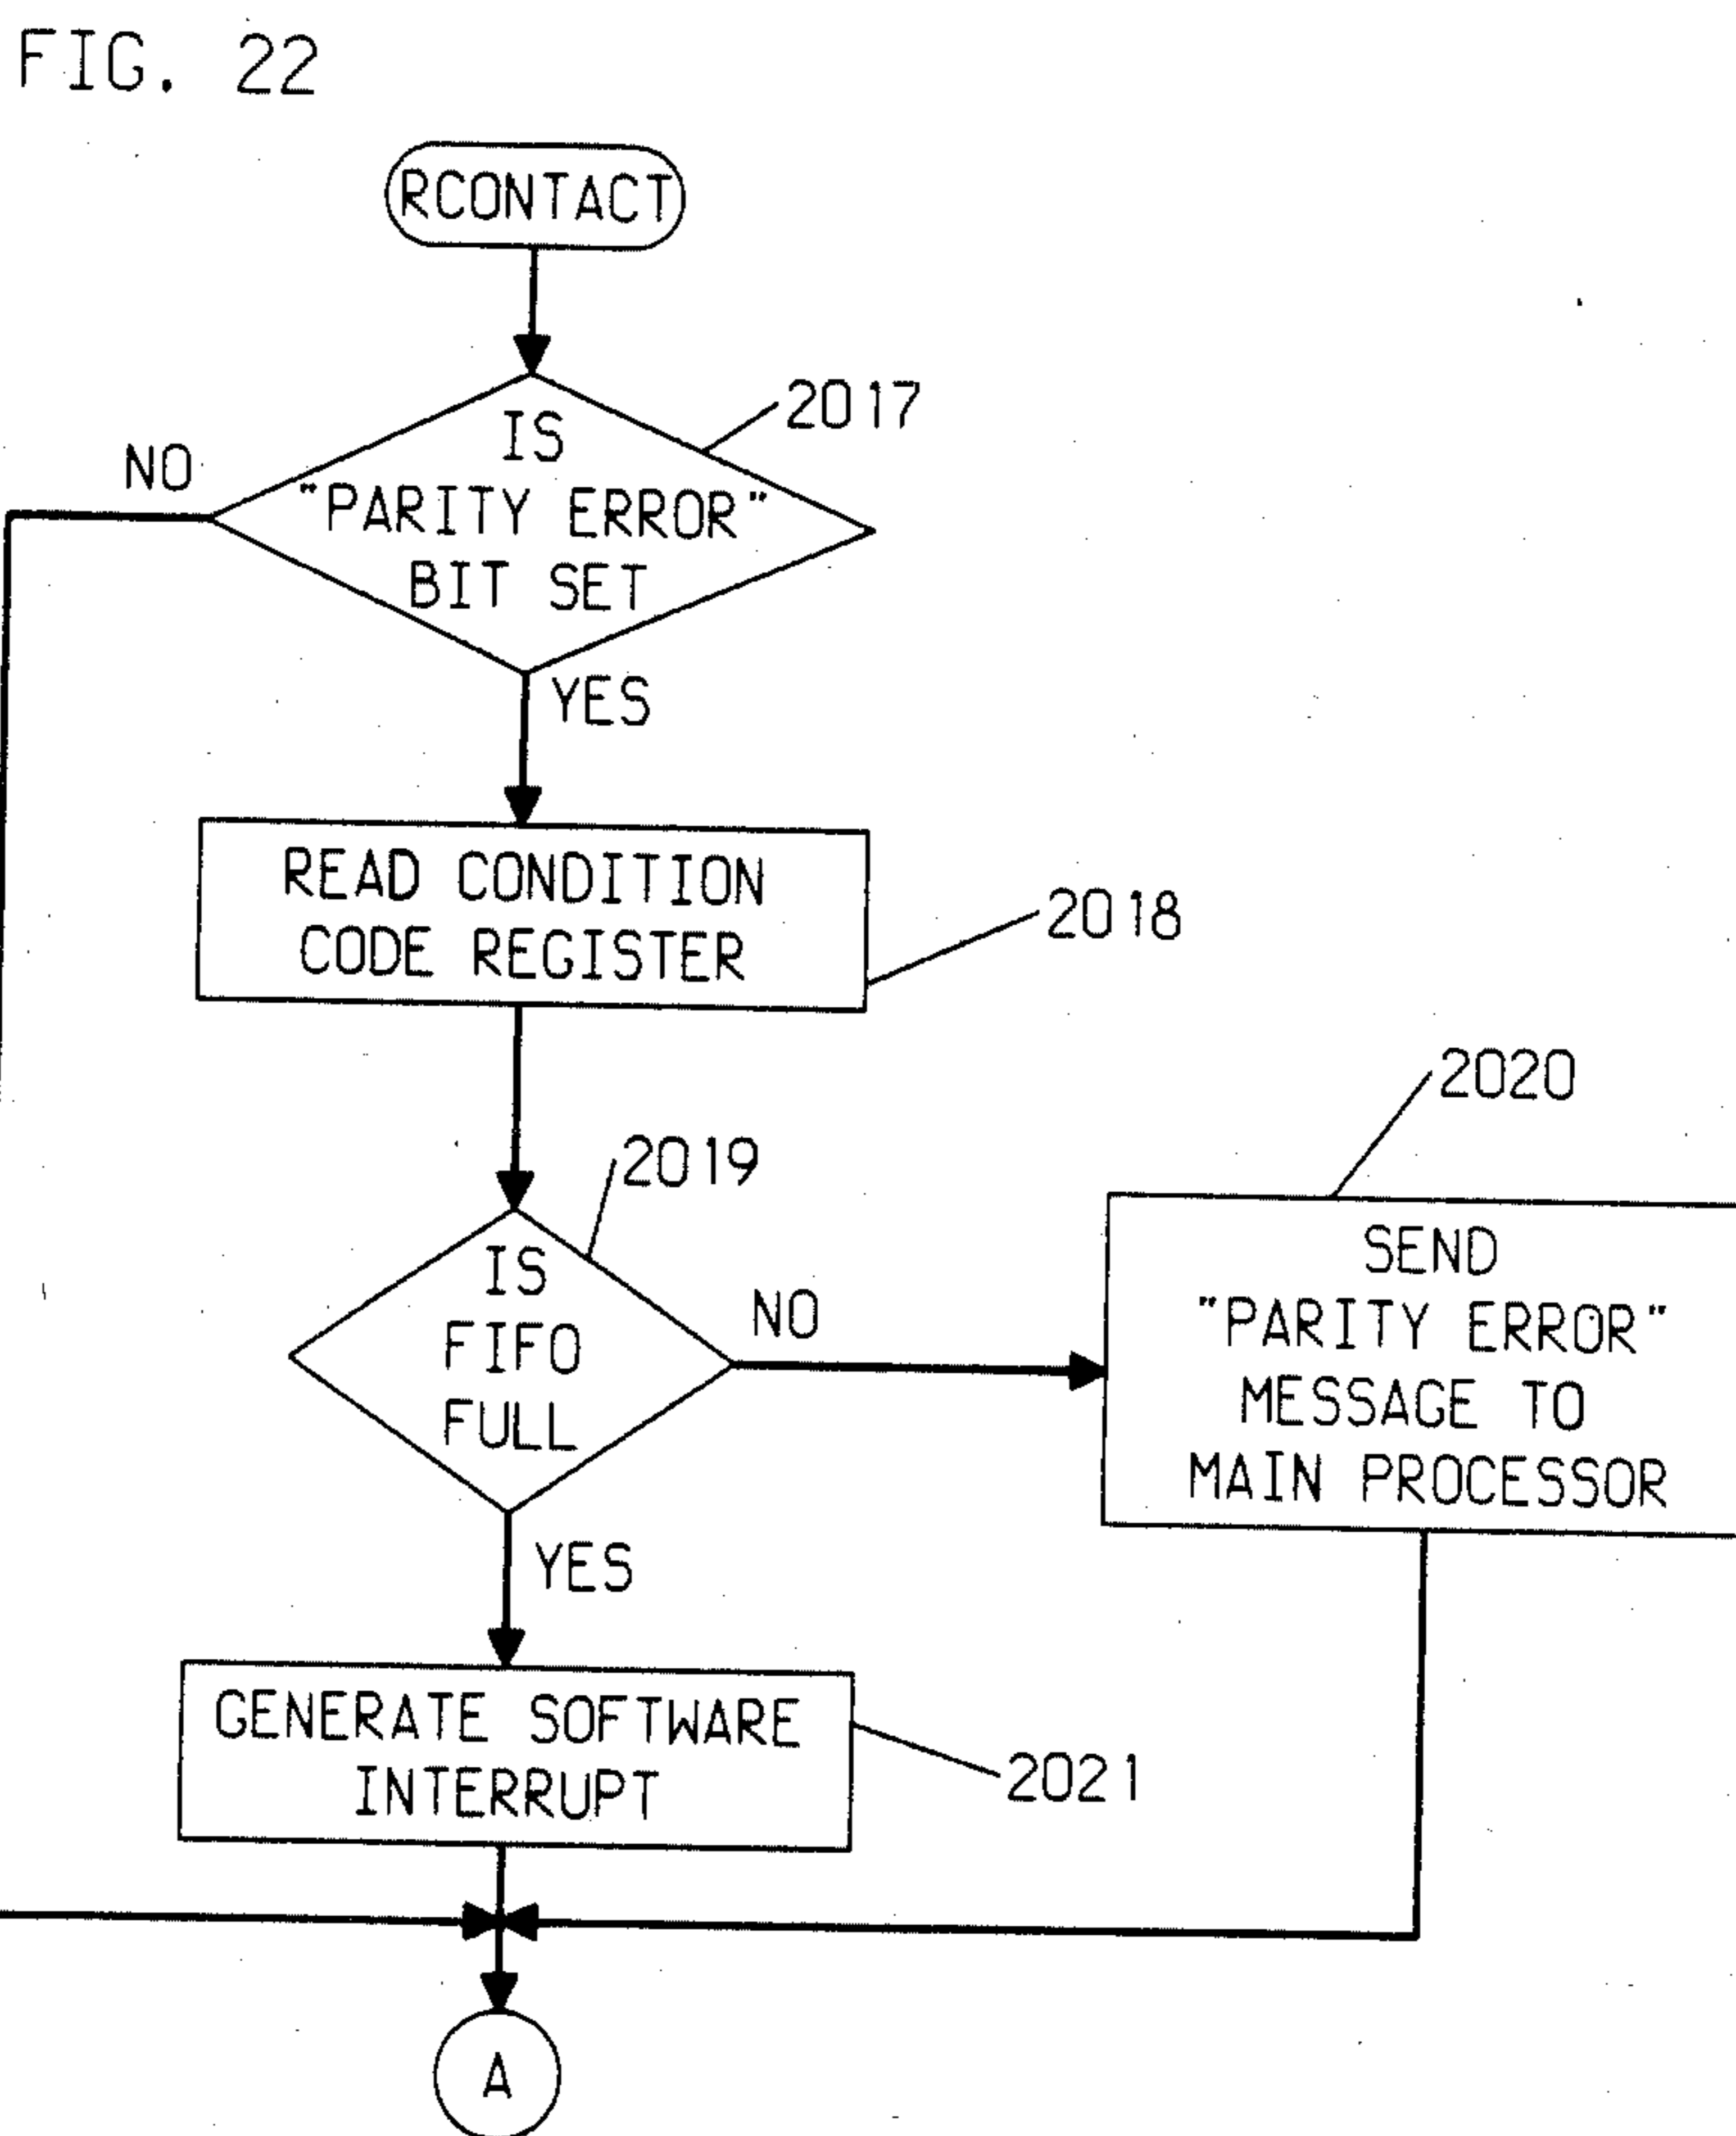 FIG. 22
RCONTACT
2017
IS
"PARITY ERROR"
BIT SET
NO
YES
READ CONDITION
CODE REGISTER
2018
2019
IS
FIFO
FULL
NO
2020
SEND
"PARITY ERROR"
MESSAGE TO
MAIN PROCESSOR
YES
GENERATE SOFTWARE
INTERRUPT
2021
A